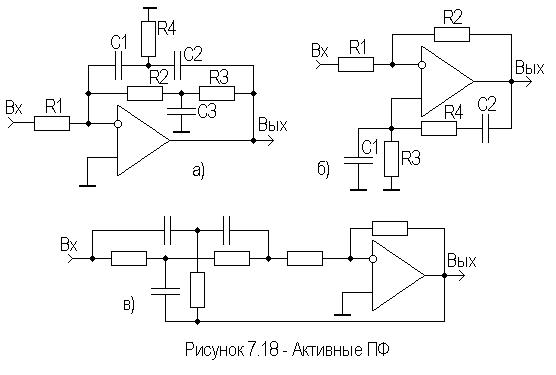 R4
C1
C2
R2
R3
C3
Вх
R1
Вых
а)
R2
R1
Вх
Вых
R4
C2
C1
R3
б)
Вх
Вых
в)
Рисунок 7.18 - Активные ПФ